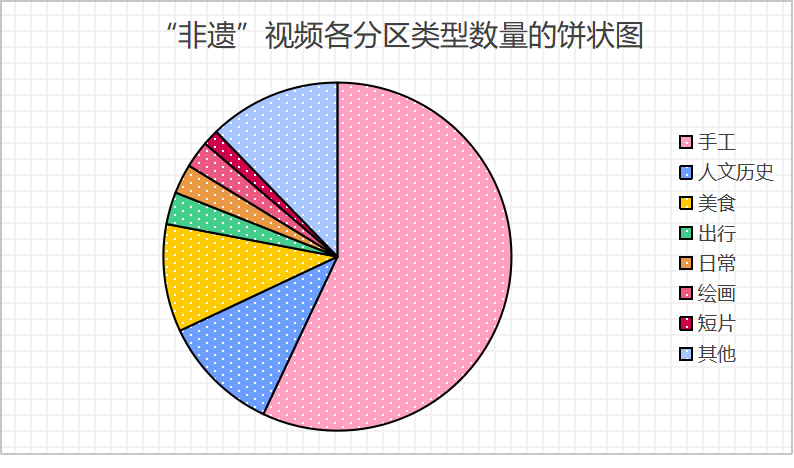 “非遗”视频各分区类型数量的饼状图
手工
人文历史
美食
出行
日常
绘画
短片
其他